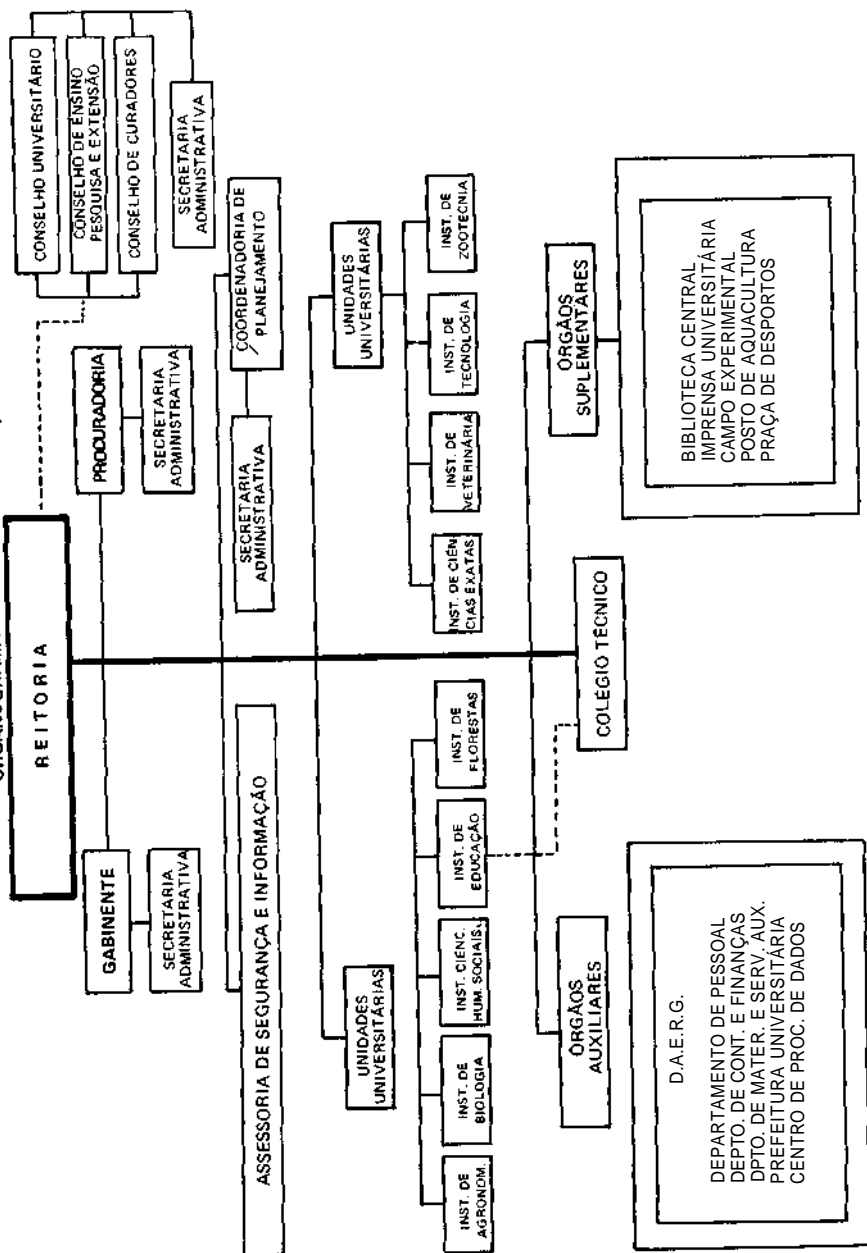 REITORIA
CONSELHO UNIVERSITÁRIO
CONSELHO DE ENSINO
PESQUISA E EXTENSÃO
CONSELHO DE CURADORES
SECRETARIA
ADMINISTRATIVA
GABINENTE
SECRETARIA
ADMINISTRATIVA
PROCURADORIA
SECRETARIA
ADMINISTRATIVA
ASSESSORIA DE SEGURANÇA E INFORMAÇÃO
SECRETARIA
ADMINISTRATIVA
COORDENADORIA DE
PLANEJAMENTO
UNIDADES
UNIVERSITÁRIAS
UNIDADES
UNIVERSITÁRIAS
INST. DE
AGRONOM.
INST. DE
BIOLOGIA
INST. CIÊNC.
HUM. SOCIAIS.
INST. DE
EDUCAÇÃO
INST. DE
FLORESTAS
INST. DE CIÊN
CIAS EXATAS
INST. DE
VETERINÁRIA
INST. DE
TECNOLOGIA
INST. DE
ZOOTECNIA
ÓRGÃOS
AUXILIARES
COLÉGIO TÉCNICO
ÓRGÃOS
SUPLEMENTARES
D.A.E.R.G.
DEPARTAMENTO DE PESSOAL
DEPTO. DE CONT. E FINANÇAS
DPTO. DE MATER. E SERV. AUX.
PREFEITURA UNIVERSITÁRIA
CENTRO DE PROC. DE DADOS
BIBLIOTECA CENTRAL
IMPRENSA UNIVERSITÁRIA
CAMPO EXPERIMENTAL
POSTO DE AQUACULTURA
PRAÇA DE DESPORTOS